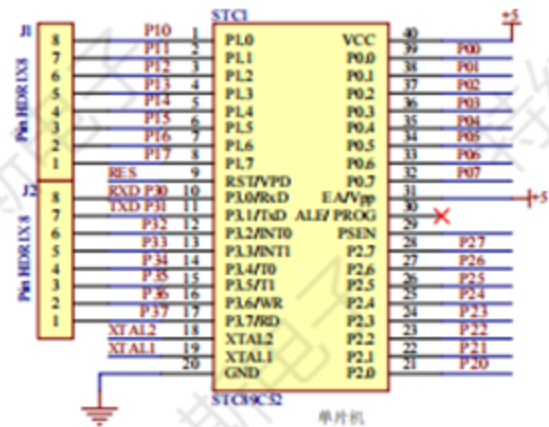 STC1
J1
Pin HDR1X8
8
7
6
5
4
3
2
1
J2
Pin HDR1X8
8
7
6
5
4
3
2
1
P10 1 P1.0 VCC 40 +5
P11 2 P1.1 P0.0 39 P00
P12 3 P1.2 P0.1 38 P01
P13 4 P1.3 P0.2 37 P02
P14 5 P1.4 P0.3 36 P03
P15 6 P1.5 P0.4 35 P04
P16 7 P1.6 P0.5 34 P05
P17 8 P1.7 P0.6 33 P06
RES 9 RST/VPD P0.7 32 P07
RXD P30 10 P3.0/RxD EA/Vpp 31 +5
TXD P31 11 P3.1/TxD ALE/ PROG 30
P32 12 P3.2/INT0 PSEN 29
P33 13 P3.3/INT1 P2.7 28 P27
P34 14 P3.4/T0 P2.6 27 P26
P35 15 P3.5/T1 P2.5 26 P25
P36 16 P3.6/WR P2.4 25 P24
P37 17 P3.7/RD P2.3 24 P23
XTAL2 18 XTAL2 P2.2 23 P22
XTAL1 19 XTAL1 P2.1 22 P21
20 GND P2.0 21 P20
STC89C52
单片机
斯电子
特
斯电子